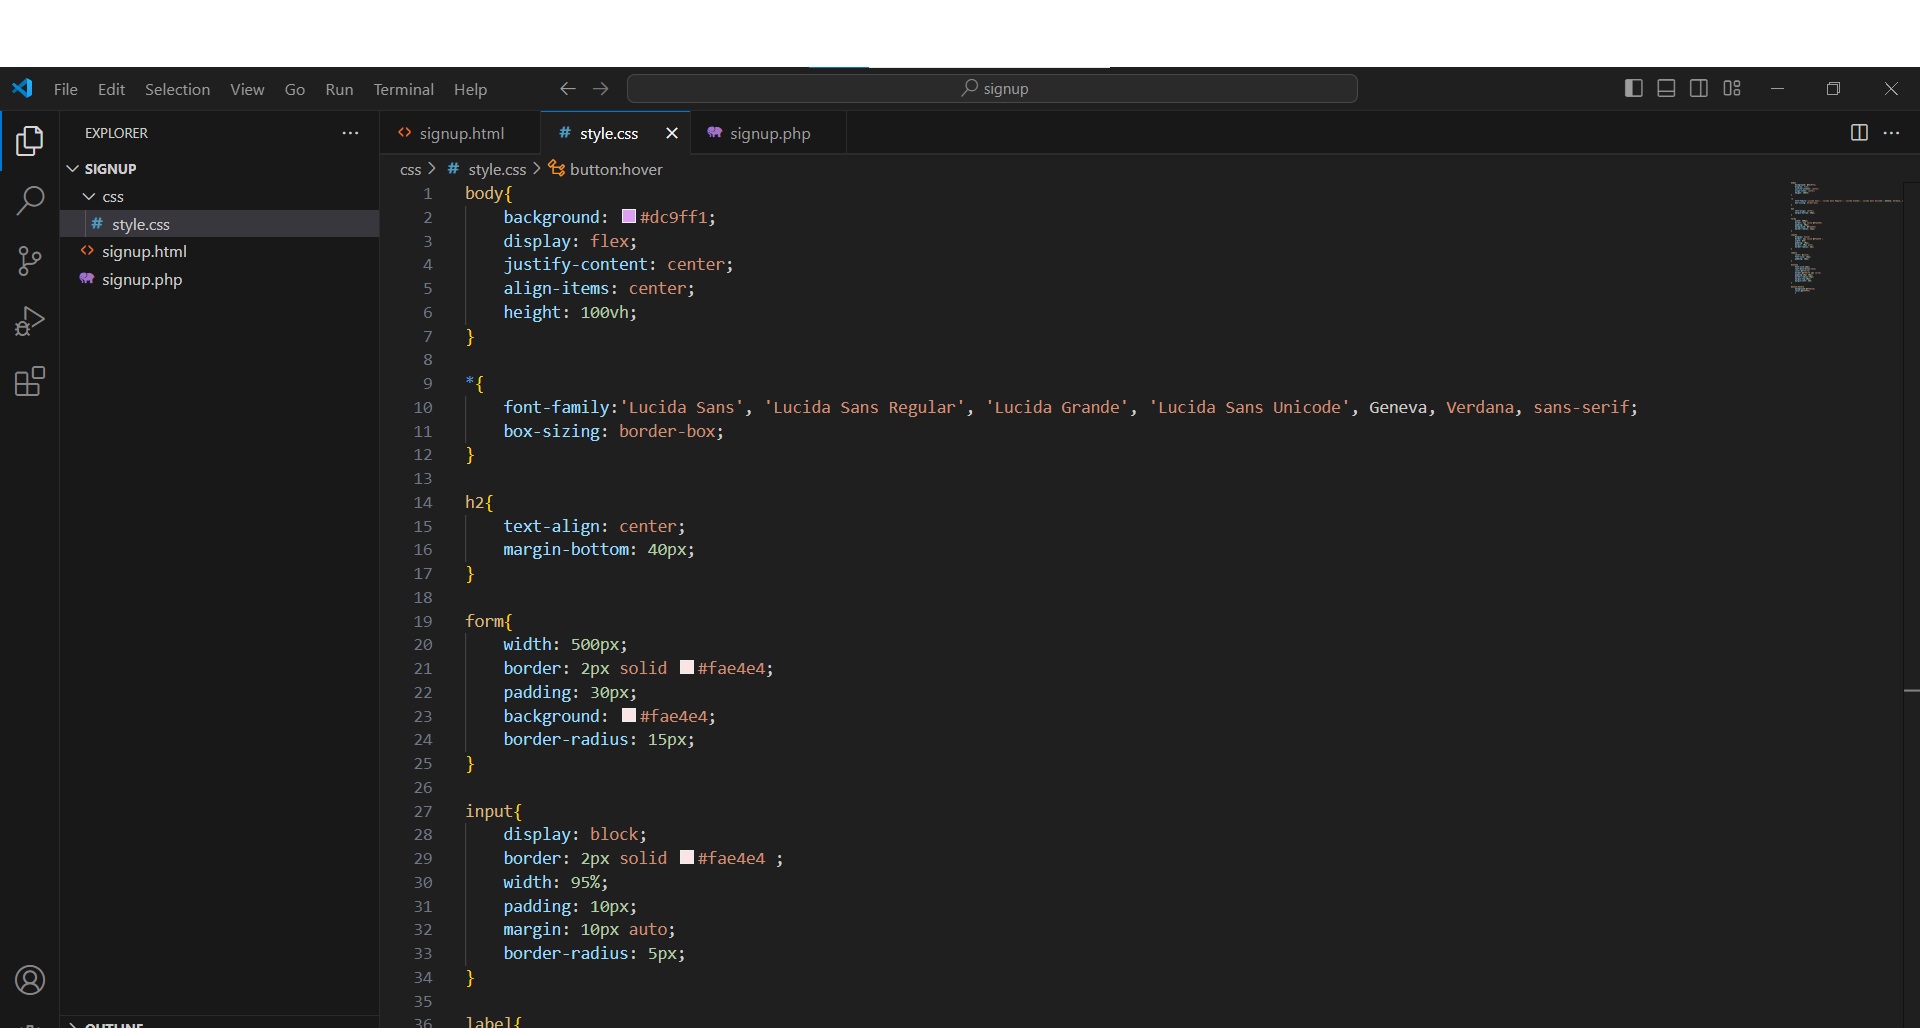 File Edit Selection View Go Run Terminal Help signup
EXPLORER
SIGNUP
css
# style.css
signup.html
signup.php
OUTLINE
signup.html # style.css signup.php
css > # style.css > button:hover
1 body{
2 background: #dc9ff1;
3 display: flex;
4 justify-content: center;
5 align-items: center;
6 height: 100vh;
7 }
8
9 *{
10 font-family:'Lucida Sans', 'Lucida Sans Regular', 'Lucida Grande', 'Lucida Sans Unicode', Geneva, Verdana, sans-serif;
11 box-sizing: border-box;
12 }
13
14 h2{
15 text-align: center;
16 margin-bottom: 40px;
17 }
18
19 form{
20 width: 500px;
21 border: 2px solid #fae4e4;
22 padding: 30px;
23 background: #fae4e4;
24 border-radius: 15px;
25 }
26
27 input{
28 display: block;
29 border: 2px solid #fae4e4 ;
30 width: 95%;
31 padding: 10px;
32 margin: 10px auto;
33 border-radius: 5px;
34 }
35
36 label{